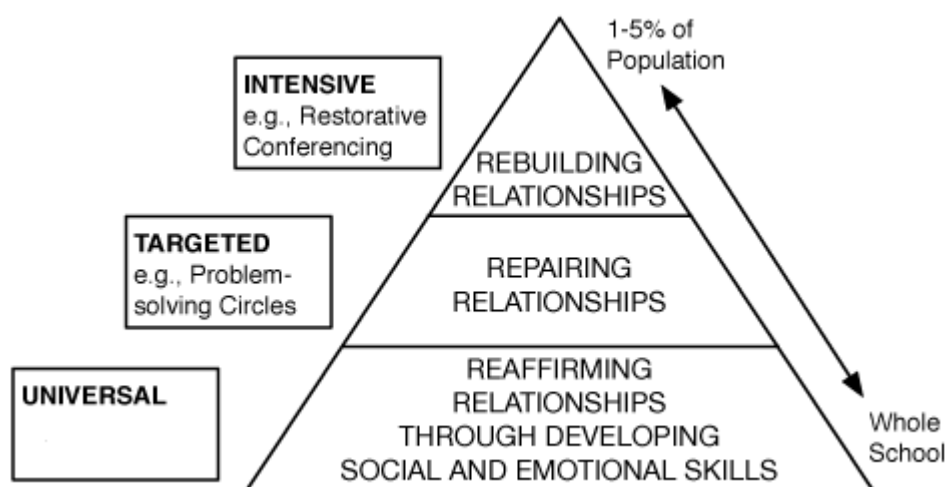 1-5% of
Population
INTENSIVE
e.g., Restorative
Conferencing
REBUILDING
RELATIONSHIPS
TARGETED
e.g., Problem-
solving Circles
REPAIRING
RELATIONSHIPS
UNIVERSAL
REAFFIRMING
RELATIONSHIPS
THROUGH DEVELOPING
SOCIAL AND EMOTIONAL SKILLS
Whole
School